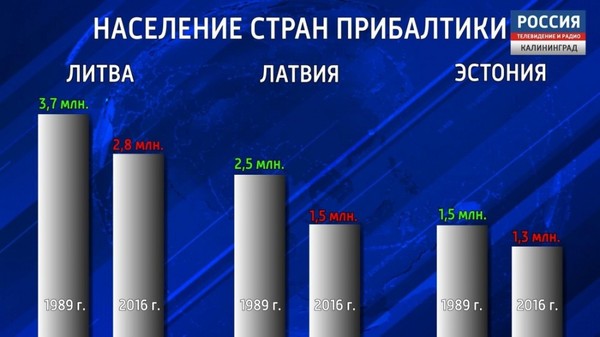 НАСЕЛЕНИЕ СТРАН ПРИБАЛТИКИ
РОССИЯ
ТЕЛЕВИДЕНИЕ И РАДИО
КАЛИНИНГРАД
ЛИТВА
ЛАТВИЯ
ЭСТОНИЯ
3,7 млн.
2,8 млн.
2,5 млн.
1,5 млн.
1,5 млн.
1,3 млн.
1989 г.
2016 г.
1989 г.
2016 г.
1989 г.
2016 г.